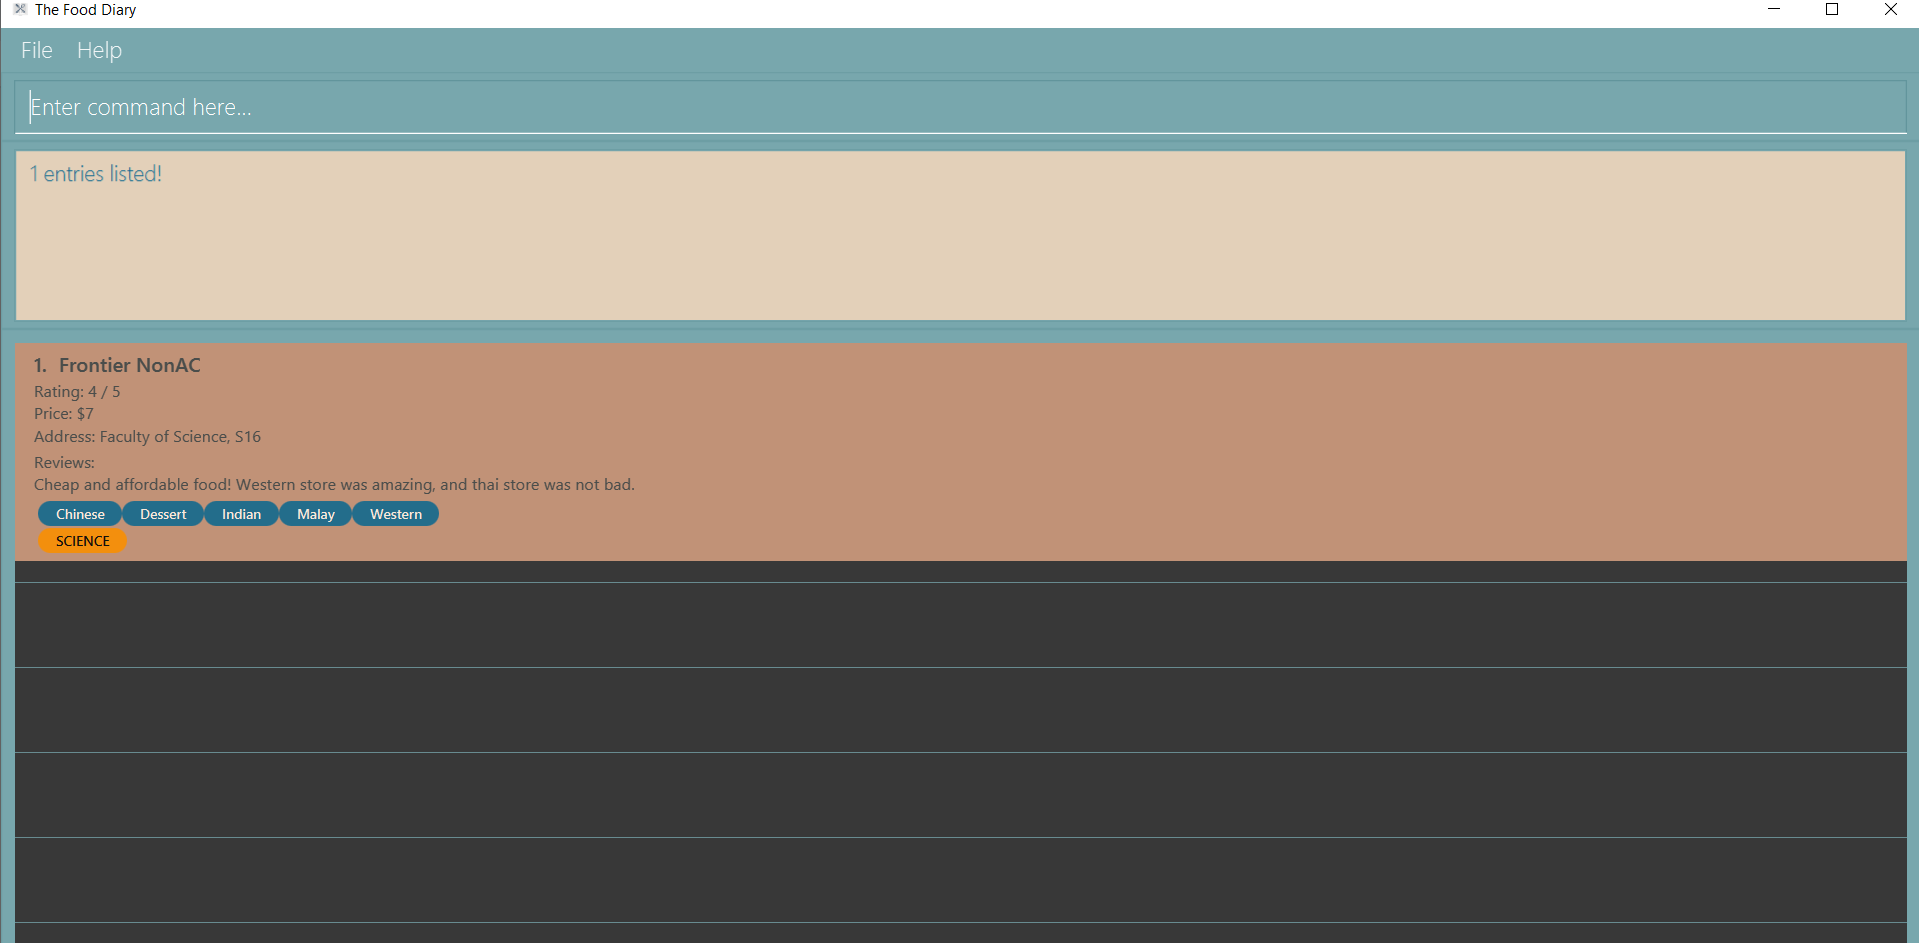 The Food Diary
File Help
Enter command here...
1 entries listed!
1. Frontier NonAC
Rating: 4 / 5
Price: $7
Address: Faculty of Science, S16
Reviews:
Cheap and affordable food! Western store was amazing, and thai store was not bad.
Chinese Dessert Indian Malay Western
SCIENCE